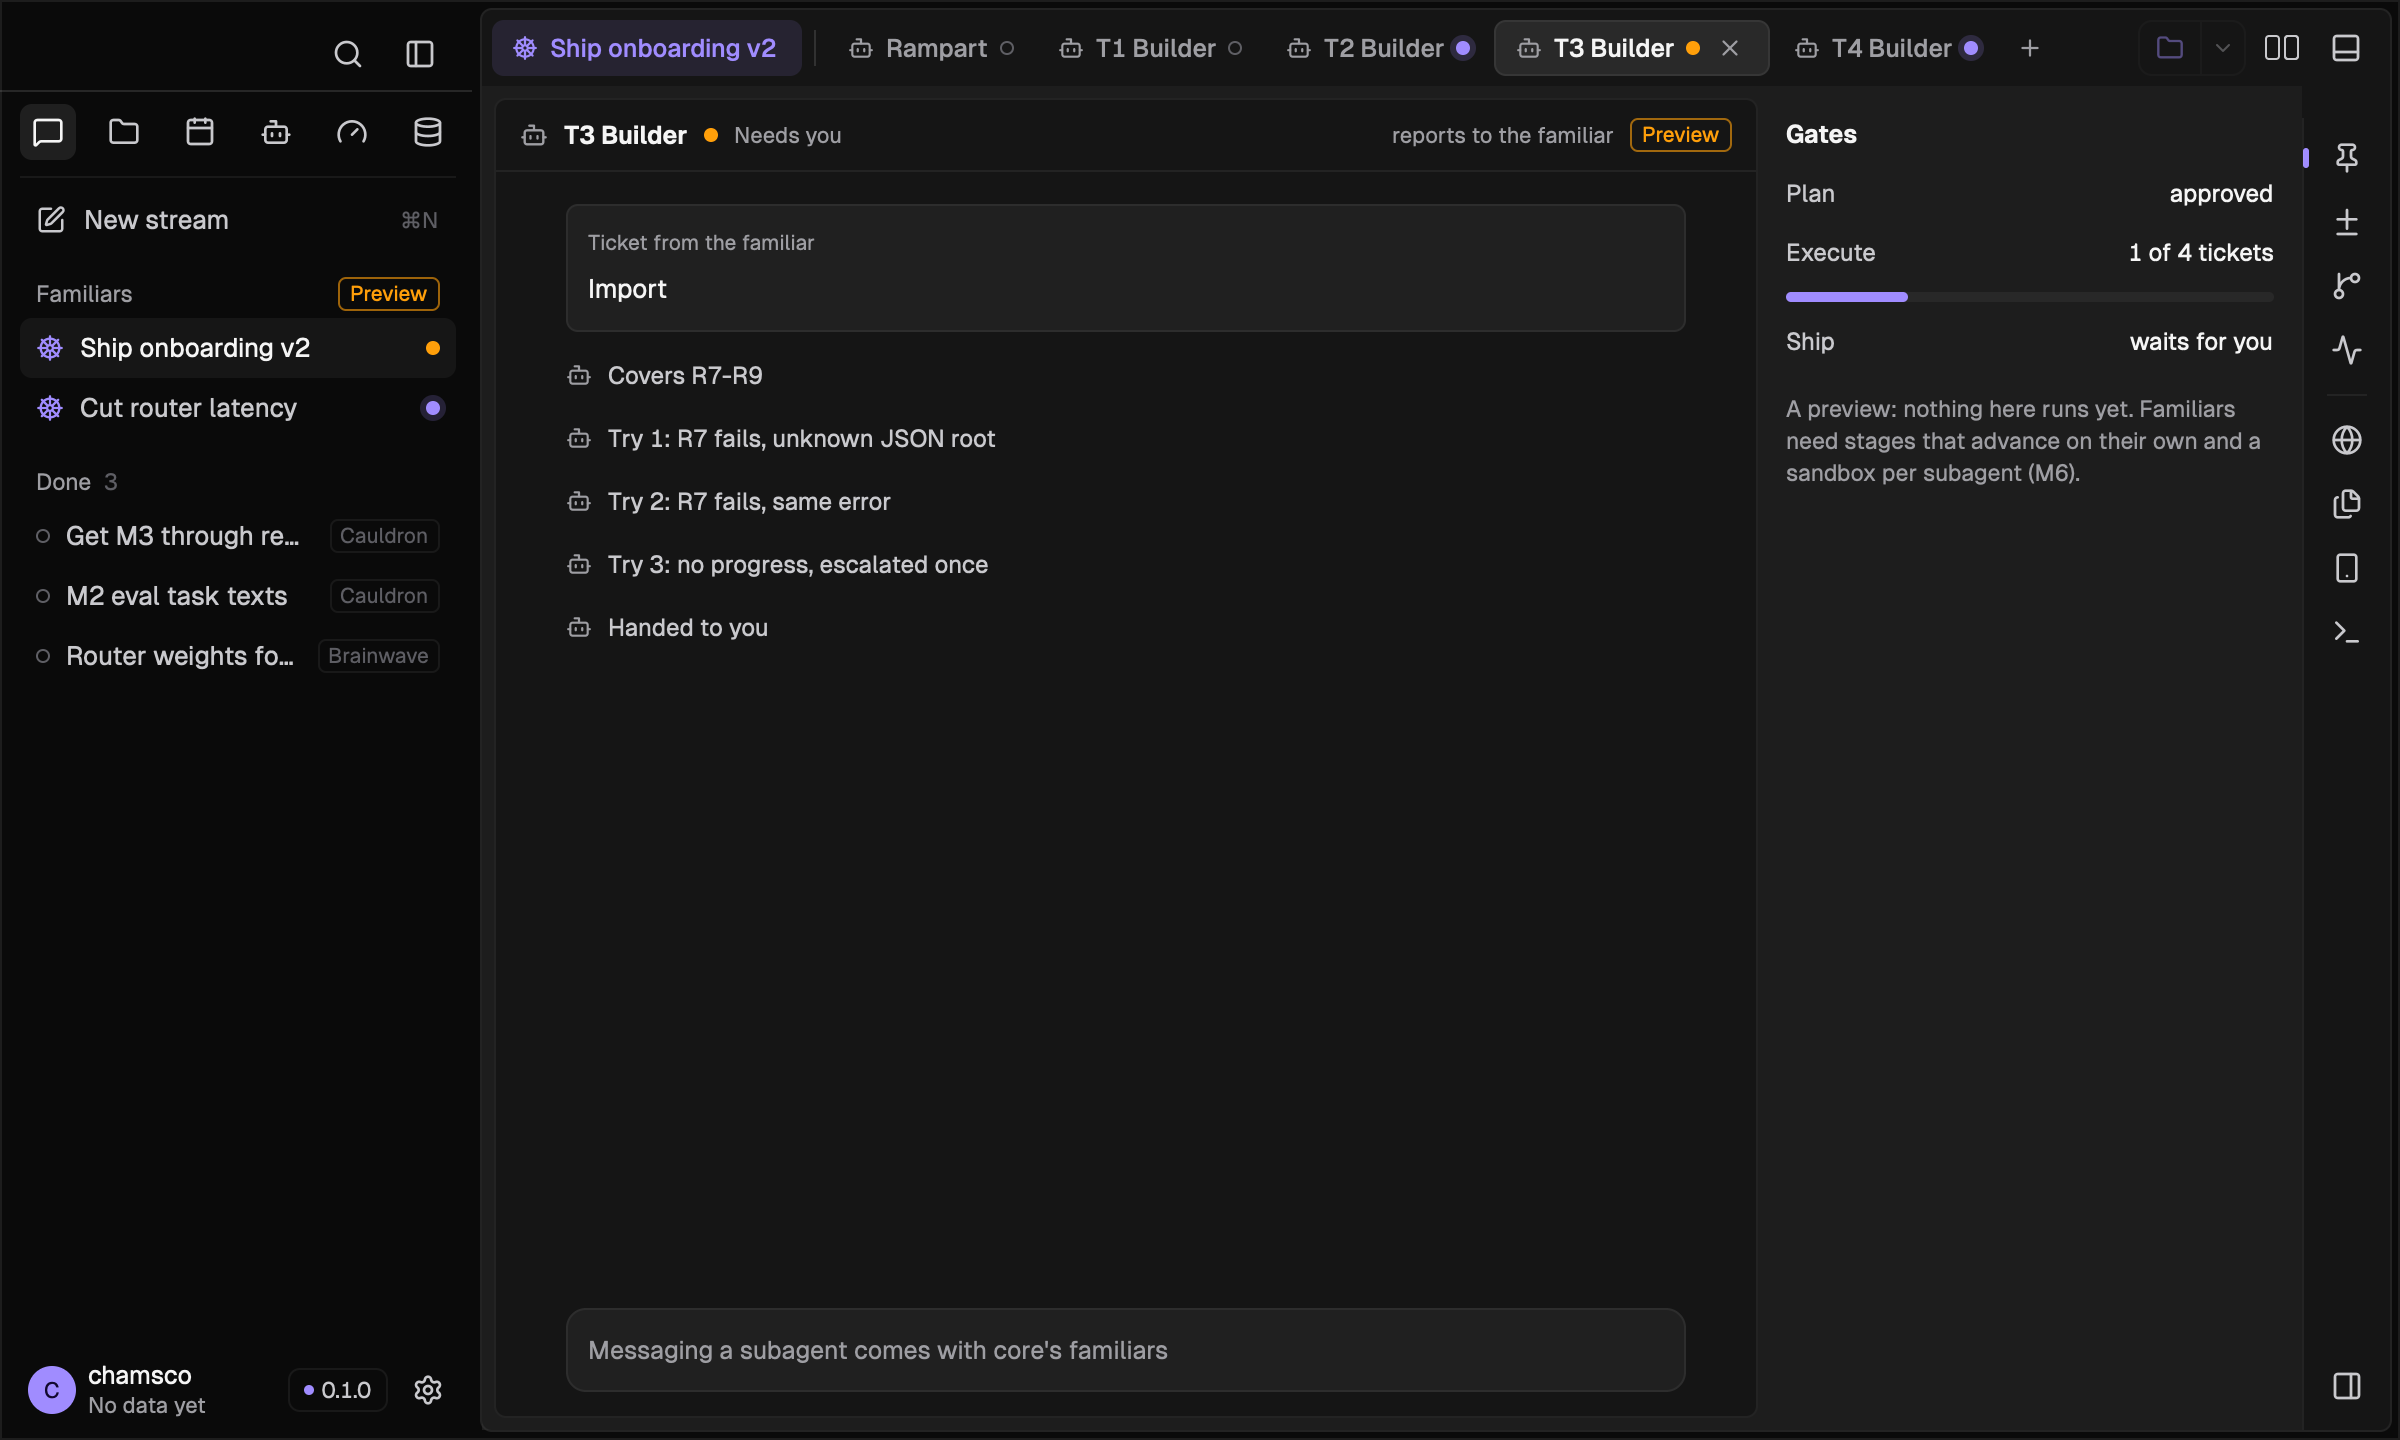 Ship onboarding v2
Rampart
T1 Builder
T2 Builder
T3 Builder
T4 Builder
New stream
⌘N
Familiars
Preview
Ship onboarding v2
Cut router latency
Done 3
Get M3 through re...
Cauldron
M2 eval task texts
Cauldron
Router weights fo...
Brainwave
C
chamsco
No data yet
0.1.0
T3 Builder
Needs you
reports to the familiar
Preview
Ticket from the familiar
Import
Covers R7-R9
Try 1: R7 fails, unknown JSON root
Try 2: R7 fails, same error
Try 3: no progress, escalated once
Handed to you
Messaging a subagent comes with core's familiars
Gates
Plan
approved
Execute
1 of 4 tickets
Ship
waits for you
A preview: nothing here runs yet. Familiars
need stages that advance on their own and a
sandbox per subagent (M6).